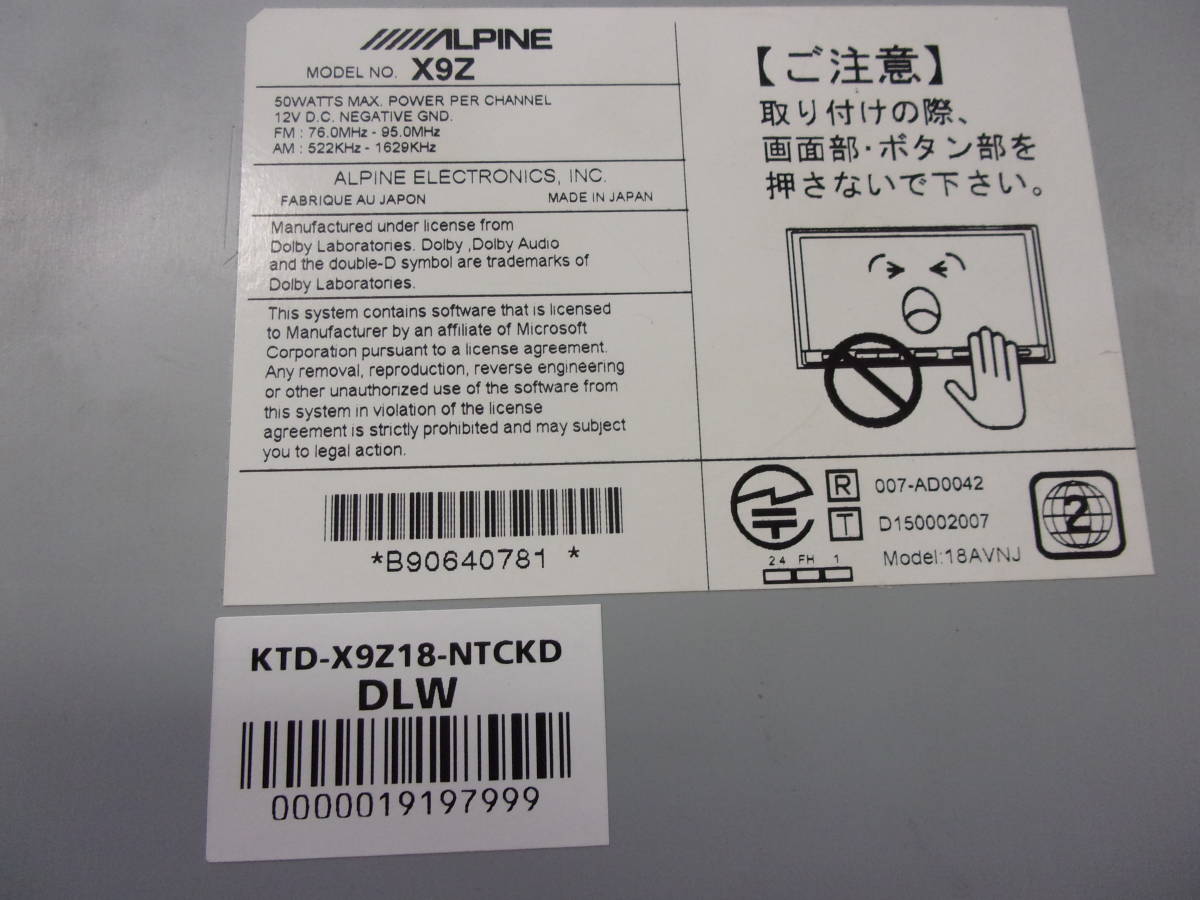 ALPINE
MODEL NO. X9Z
50WATTS MAX. POWER PER CHANNEL
12V D.C. NEGATIVE GND.
FM : 76.0MHz - 95.0MHz
AM : 522KHz - 1629KHz
ALPINE ELECTRONICS, INC.
FABRIQUE AU JAPON MADE IN JAPAN
Manufactured under license from
Dolby Laboratories. Dolby ,Dolby Audio
and the double-D symbol are trademarks of
Dolby Laboratories.
This system contains software that is licensed
to Manufacturer by an affiliate of Microsoft
Corporation pursuant to a license agreement.
Any removal, reproduction, reverse engineering
or other unauthorized use of the software from
this system in violation of the license
agreement is strictly prohibited and may subject
you to legal action.
*B90640781 *
【ご注意】
取り付けの際、
画面部・ボタン部を
押さないで下さい。
R 007-AD0042
T D150002007
Model:18AVNJ
2.4 FH 1
2
KTD-X9Z18-NTCKD
DLW
0000019197999